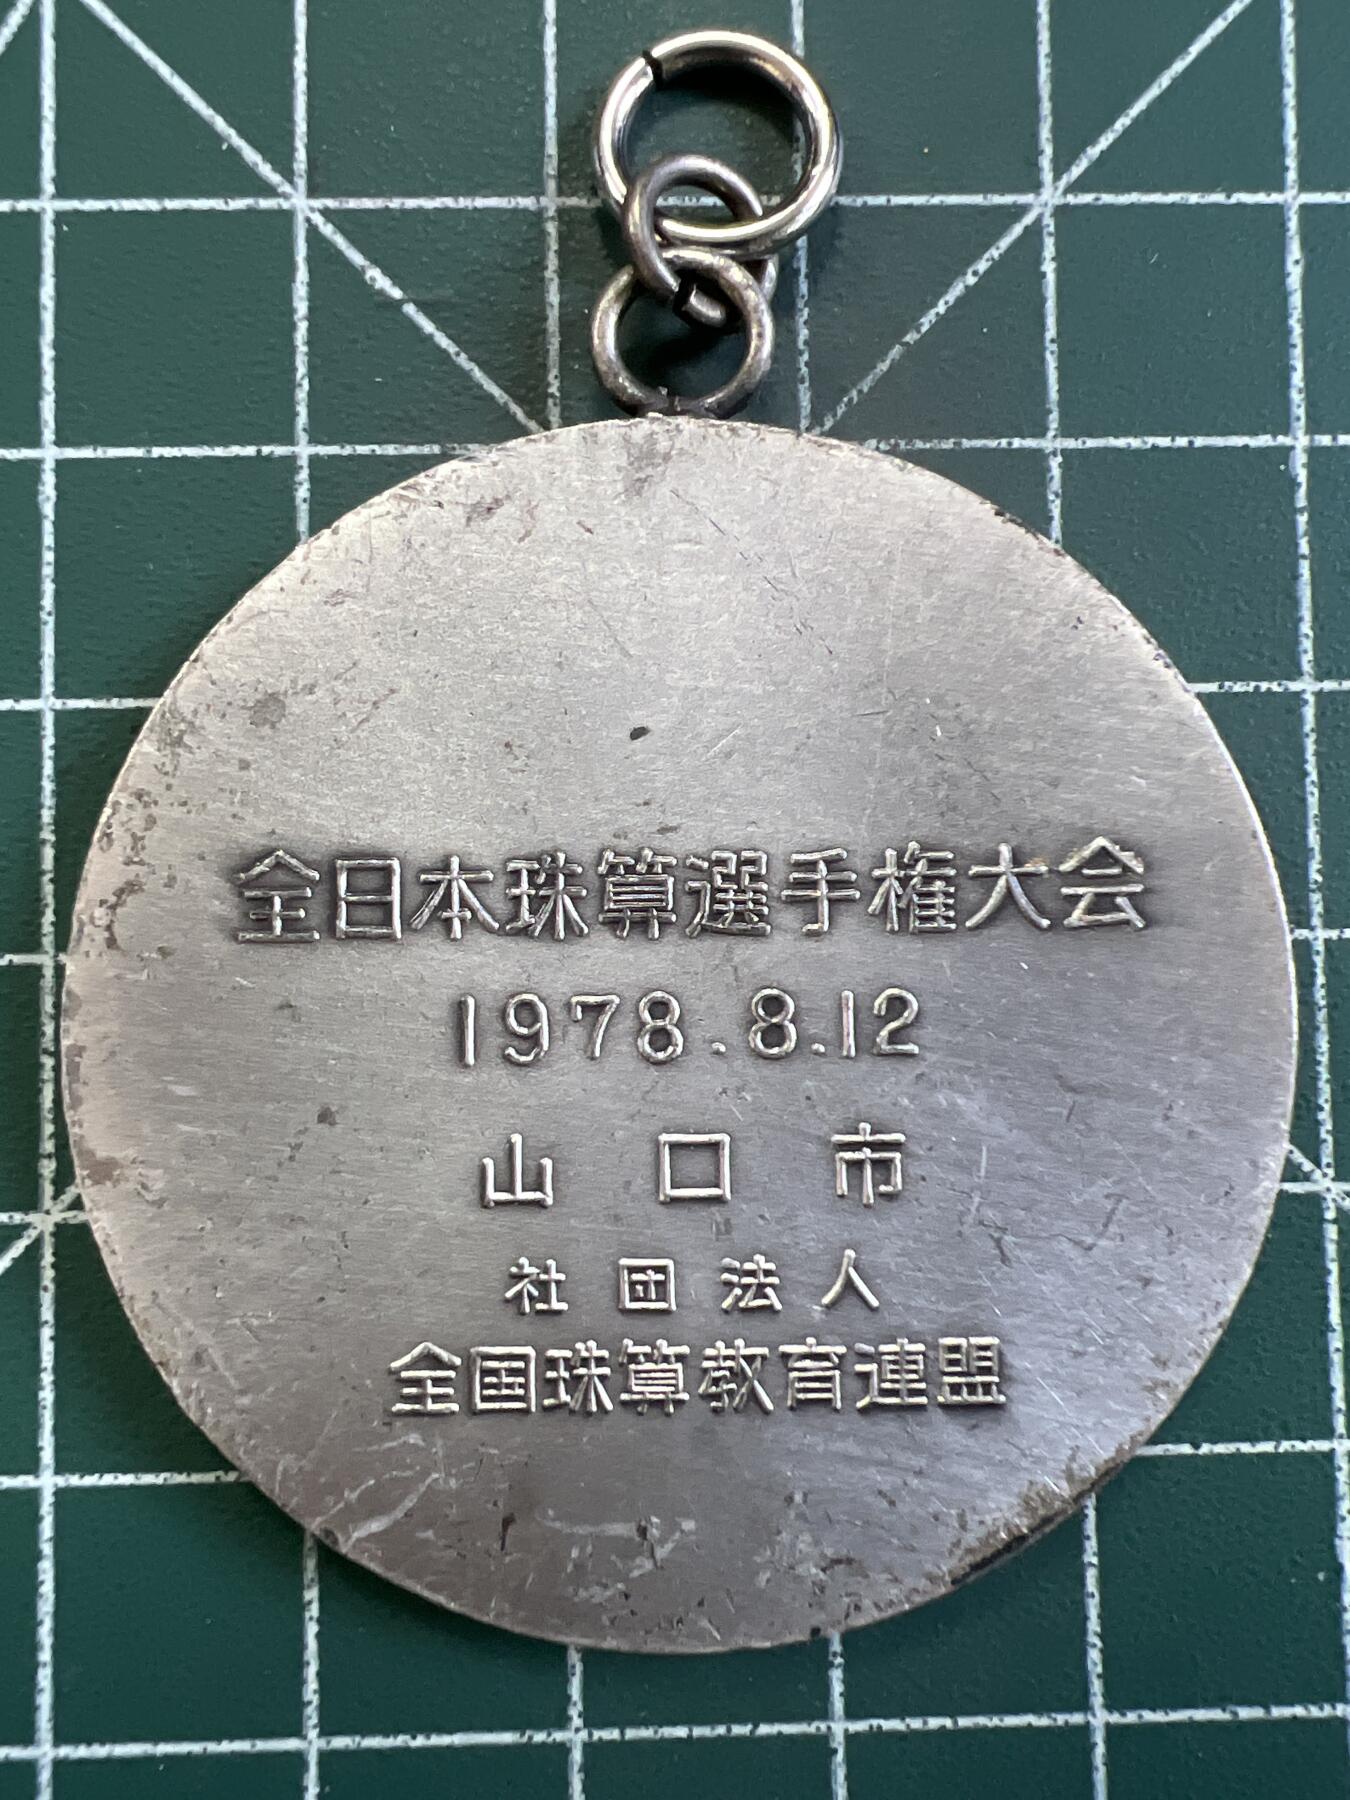 全日本珠算選手権大会
1978.8.12
山口市
社団法人
全国珠算教育連盟